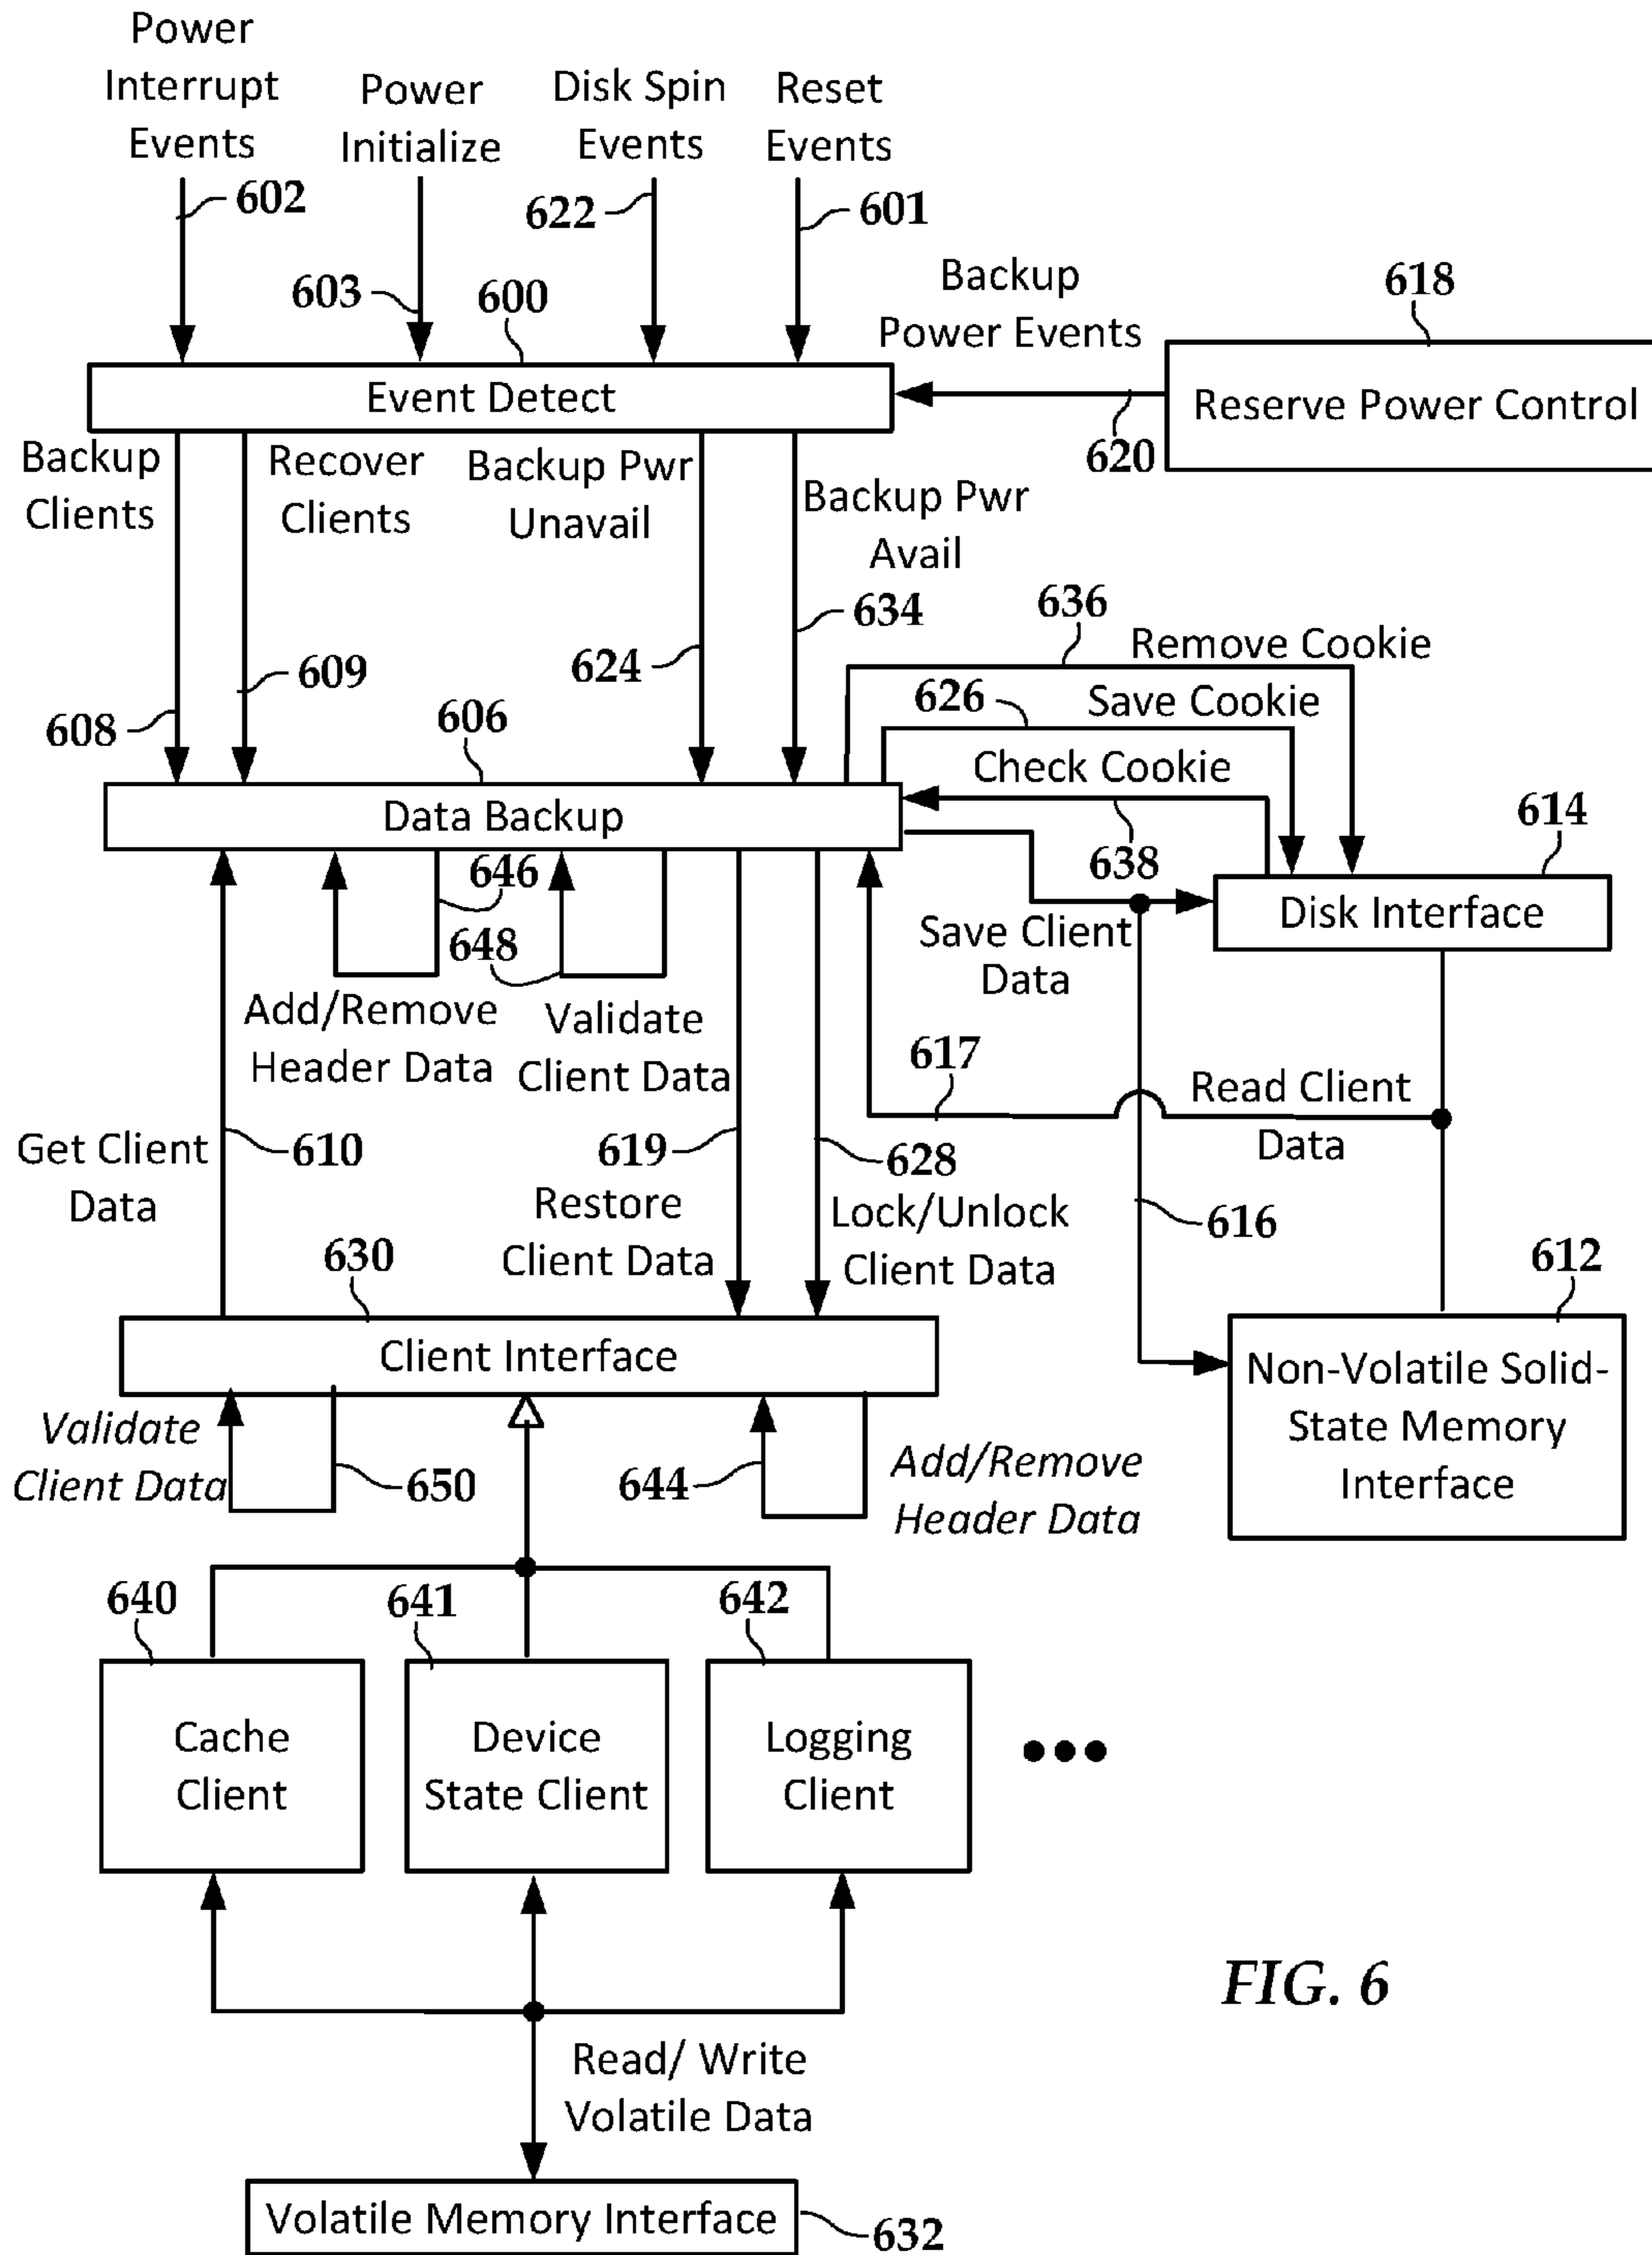 Power
Interrupt
Events
Power
Initialize
Disk Spin
Events
Reset
Events
602
622
601
603
600
Backup
Power Events
618
Event Detect
Reserve Power Control
620
Backup
Clients
Recover
Clients
Backup Pwr
Unavail
Backup Pwr
Avail
634
636
Remove Cookie
609
624
626
Save Cookie
608
606
Check Cookie
Data Backup
638
614
646
Disk Interface
648
Save Client
Data
Add/Remove
Header Data
Validate
Client Data
617
Read Client
Data
Get Client
Data
610
619
628
Restore
Client Data
Lock/Unlock
Client Data
616
630
612
Client Interface
Non-Volatile Solid-
State Memory
Interface
Validate
Client Data
650
644
Add/Remove
Header Data
640
641
642
Cache
Client
Device
State Client
Logging
Client
FIG. 6
Read/ Write
Volatile Data
Volatile Memory Interface
632